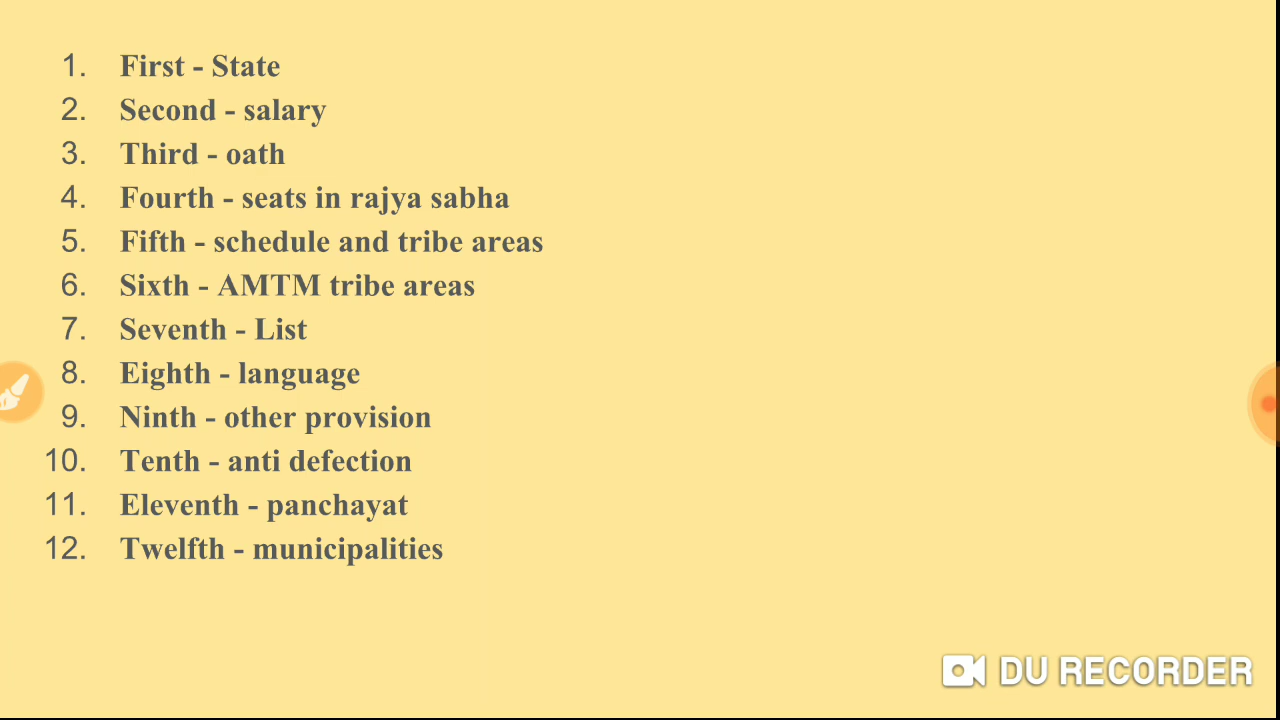 1. First - State
2. Second - salary
3. Third - oath
4. Fourth - seats in rajya sabha
5. Fifth - schedule and tribe areas
6. Sixth - AMTM tribe areas
7. Seventh - List
8. Eighth - language
9. Ninth - other provision
10. Tenth - anti defection
11. Eleventh - panchayat
12. Twelfth - municipalities
DU RECORDER